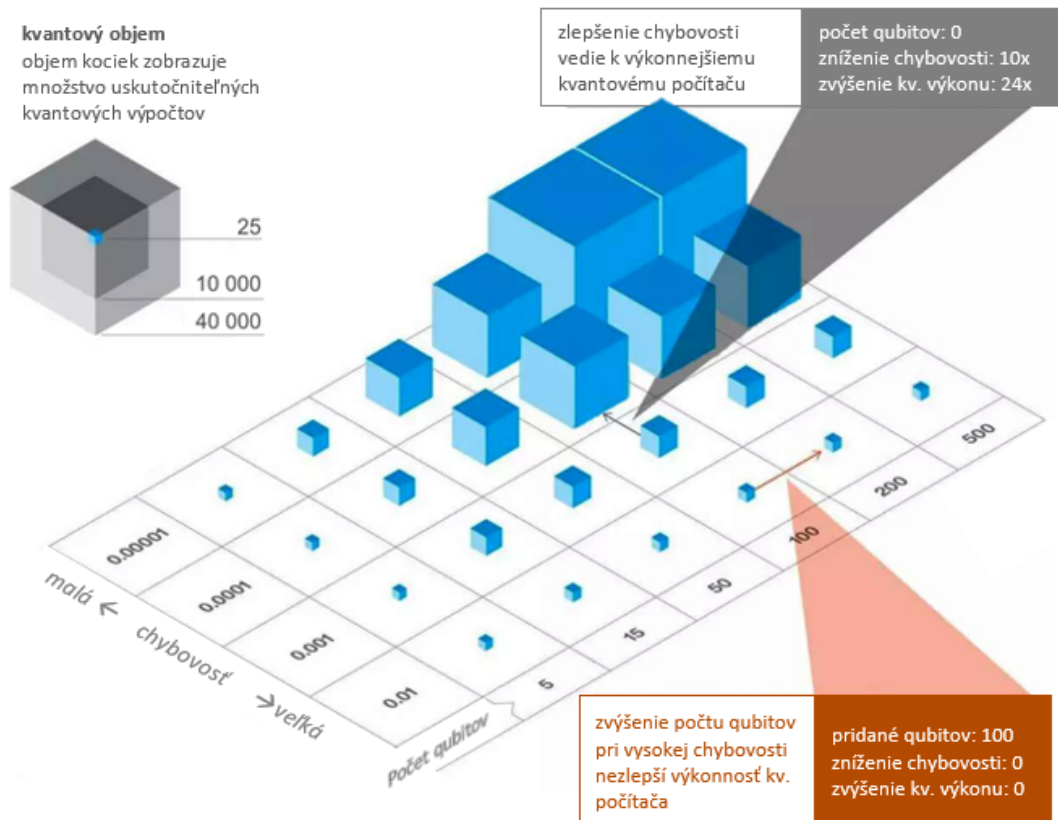 kvantový objem
objem kociek zobrazuje
množstvo uskutočniteľných
kvantových výpočtov
25
10 000
40 000
zlepšenie chybovosti
vedie k výkonnejšiemu
kvantovému počítaču
počet qubitov: 0
zníženie chybovosti: 10x
zvýšenie kv. výkonu: 24x
0.00001
0.0001
0.001
0.01
malá
chybovosť
veľká
Počet qubitov
5
15
50
100
200
500
zvýšenie počtu qubitov
pri vysokej chybovosti
nezlepší výkonnosť kv.
počítača
pridané qubitov: 100
zníženie chybovosti: 0
zvýšenie kv. výkonu: 0